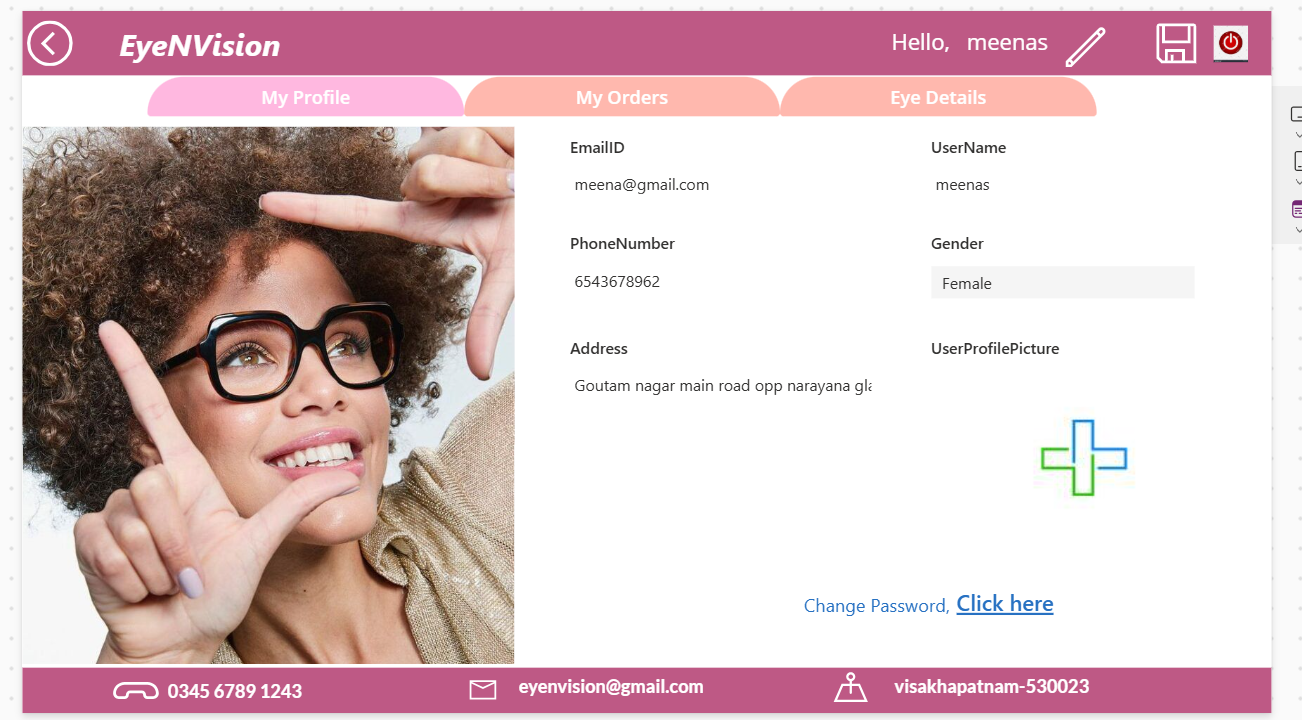 EyeNVision
Hello, meenas
My Profile
My Orders
Eye Details
EmailID
UserName
meena@gmail.com
meenas
PhoneNumber
Gender
6543678962
Female
Address
UserProfilePicture
Goutam nagar main road opp narayana
Change Password, Click here
0345 6789 1243
eyenvision@gmail.com
visakhapatnam-530023